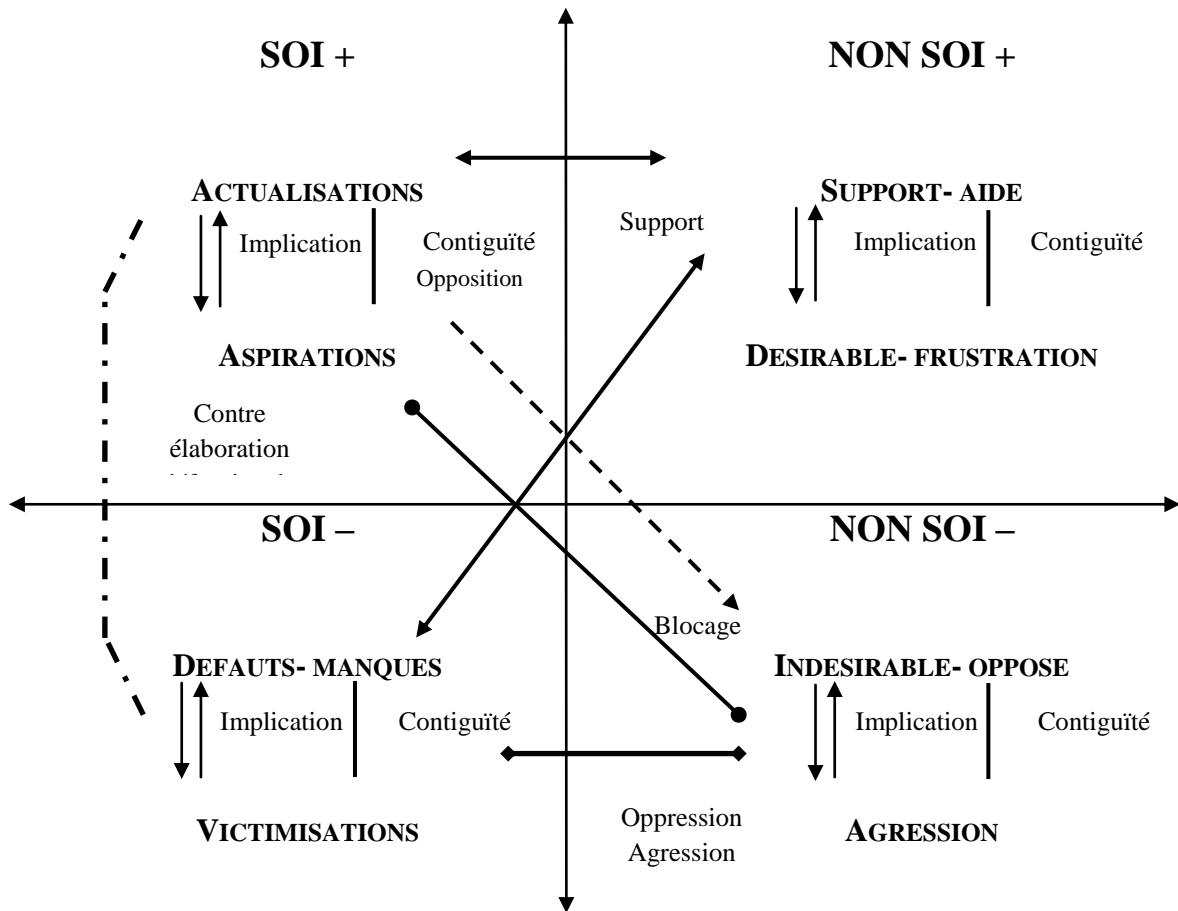 SOI +
NON SOI +
ACTUALISATIONS
SUPPORT- AIDE
Support
Implication
Contiguïté
Implication
Contiguïté
Opposition
ASPIRATIONS
DESIRABLE- FRUSTRATION
Contre
élaboration
SOI –
NON SOI –
Blocage
DEFAUTS- MANQUES
INDESIRABLE- OPPOSE
Implication
Contiguïté
Implication
Contiguïté
VICTIMISATIONS
Oppression
Agression
AGRESSION